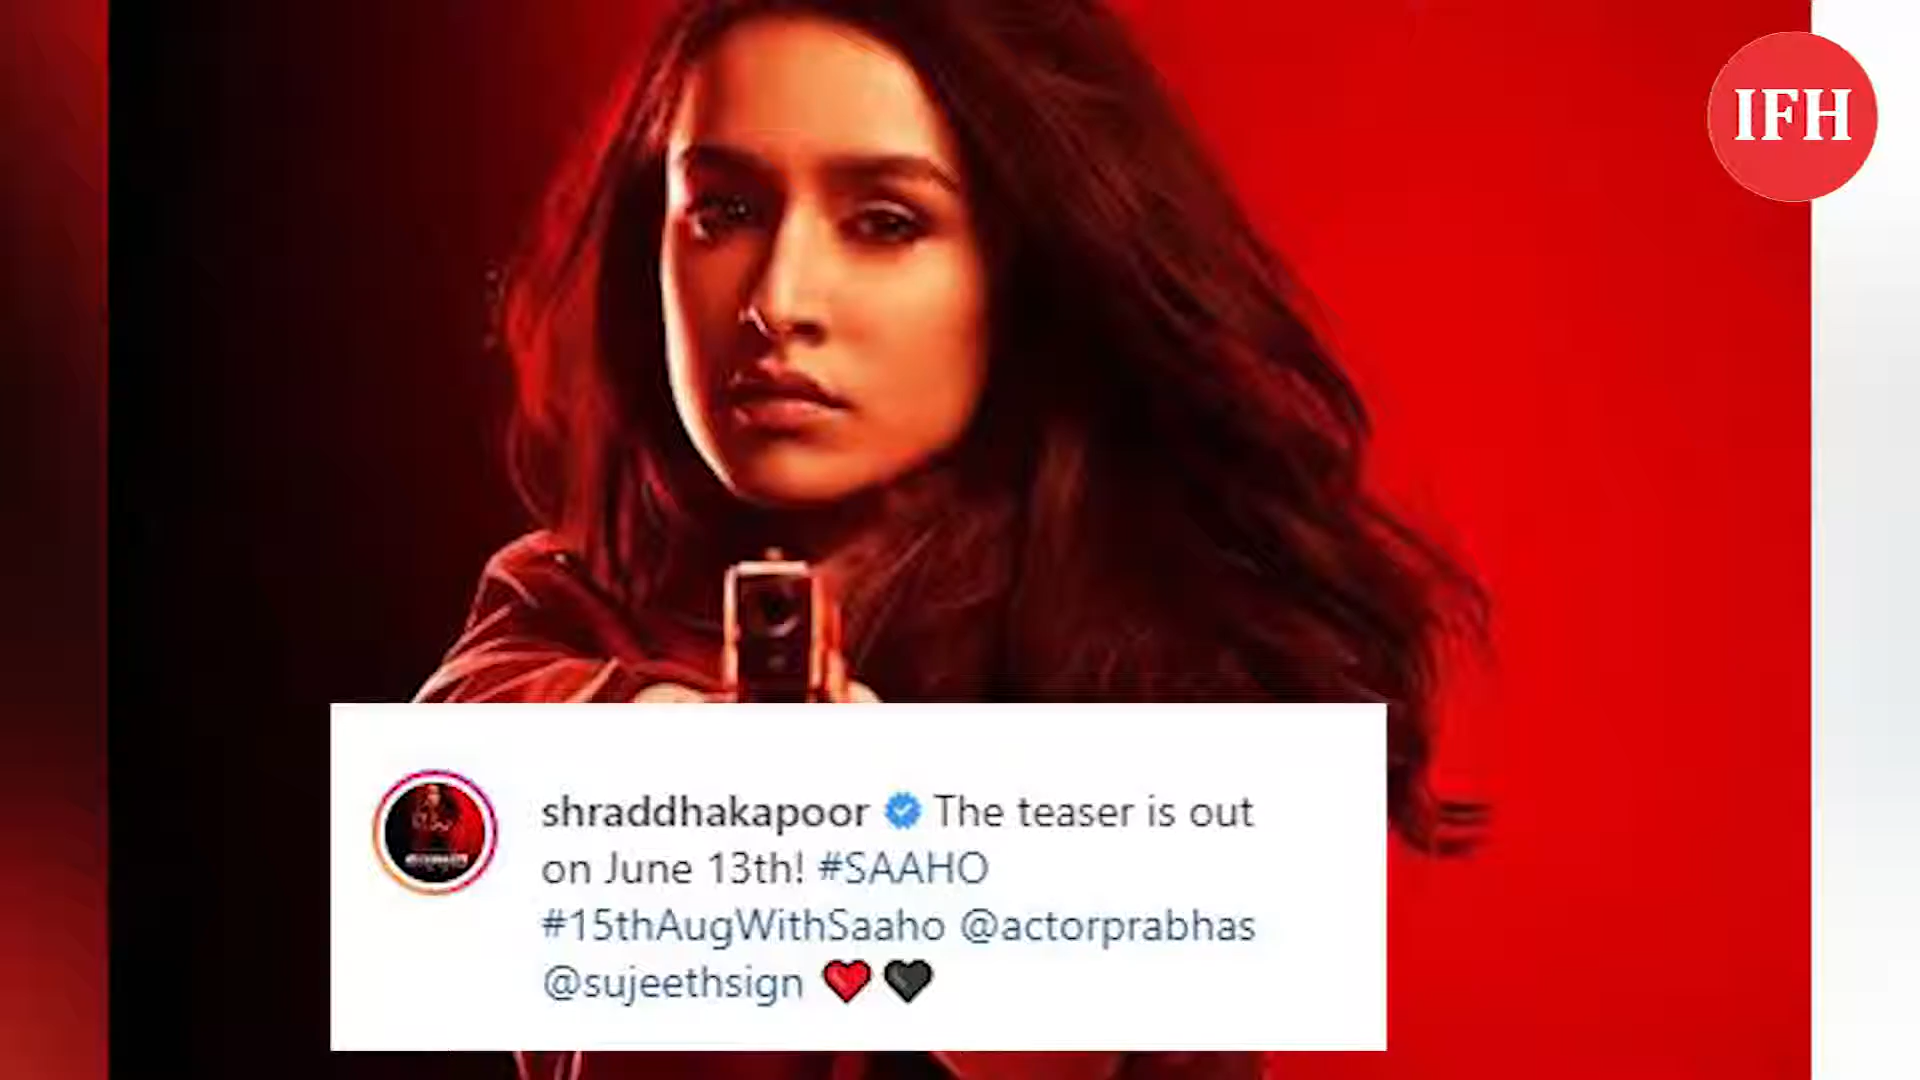 IFH
shraddhakapoor The teaser is out
on June 13th! #SAAHO
#15thAugWithSaaho @actorprabhas
@sujeethsign